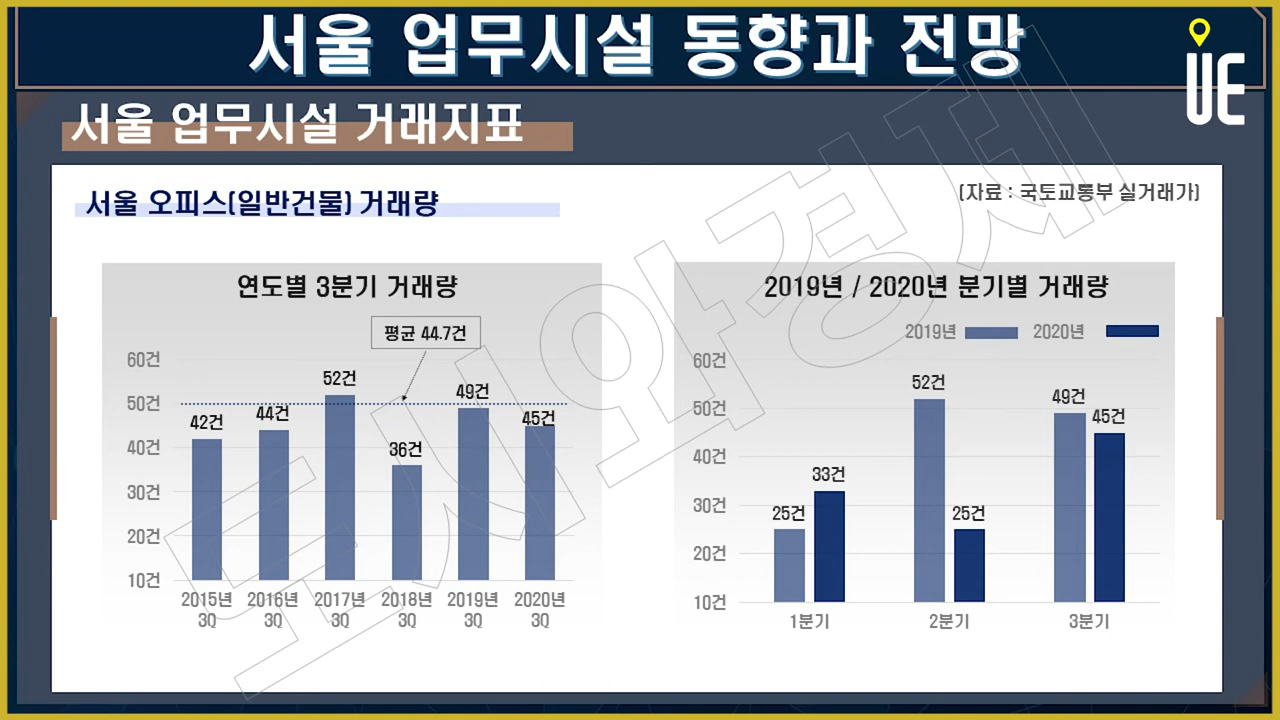 서울 업무시설 동향과 전망
UE
서울 업무시설 거래지표
서울 오피스(일반건물) 거래량
(자료 : 국토교통부 실거래가)
연도별 3분기 거래량
평균 44.7건
60건
50건
40건
30건
20건
10건
42건
44건
52건
36건
49건
45건
2015년 2016년 2017년 2018년 2019년 2020년
3Q 3Q 3Q 3Q 3Q 3Q
2019년 / 2020년 분기별 거래량
2019년 2020년
60건
50건
40건
30건
20건
10건
25건
33건
52건
25건
49건
45건
1분기 2분기 3분기
도시와경제